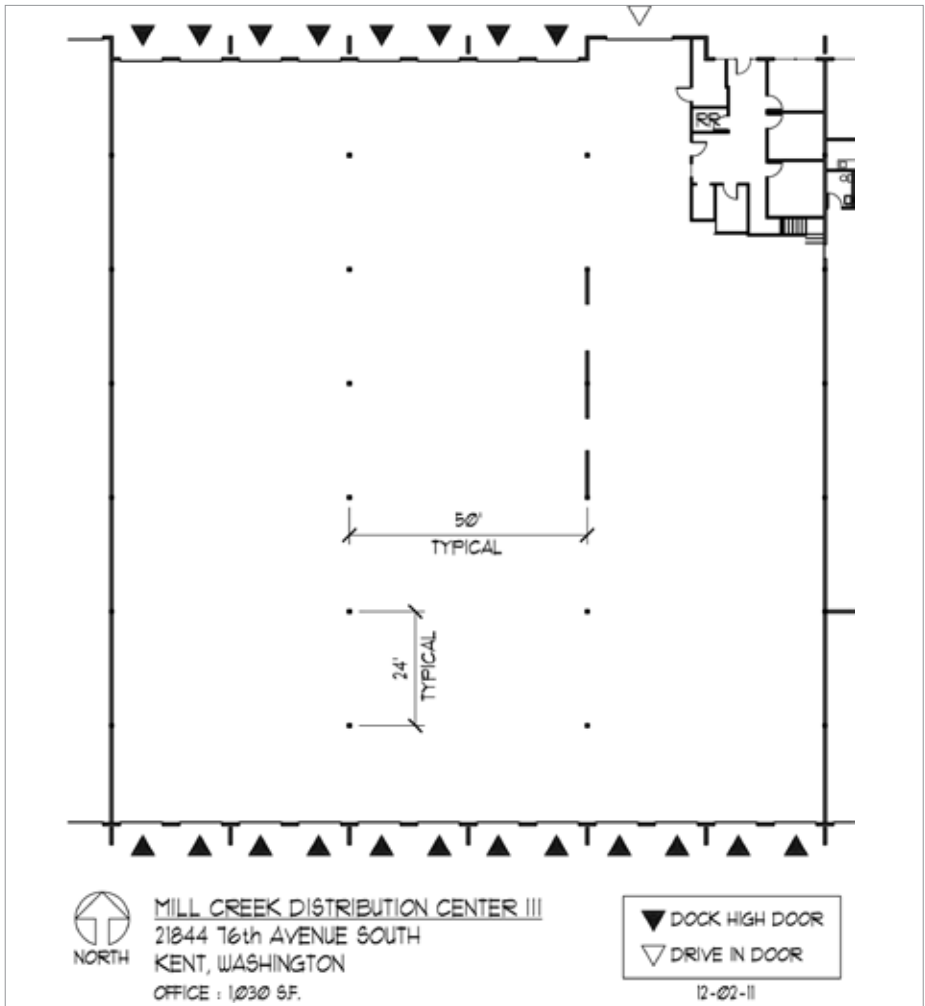 RR
50'
TYPICAL
24'
TYPICAL
NORTH
MILL CREEK DISTRIBUTION CENTER III
21844 76th AVENUE SOUTH
KENT, WASHINGTON
OFFICE : 1,030 S.F.
DOCK HIGH DOOR
DRIVE IN DOOR
12-02-11